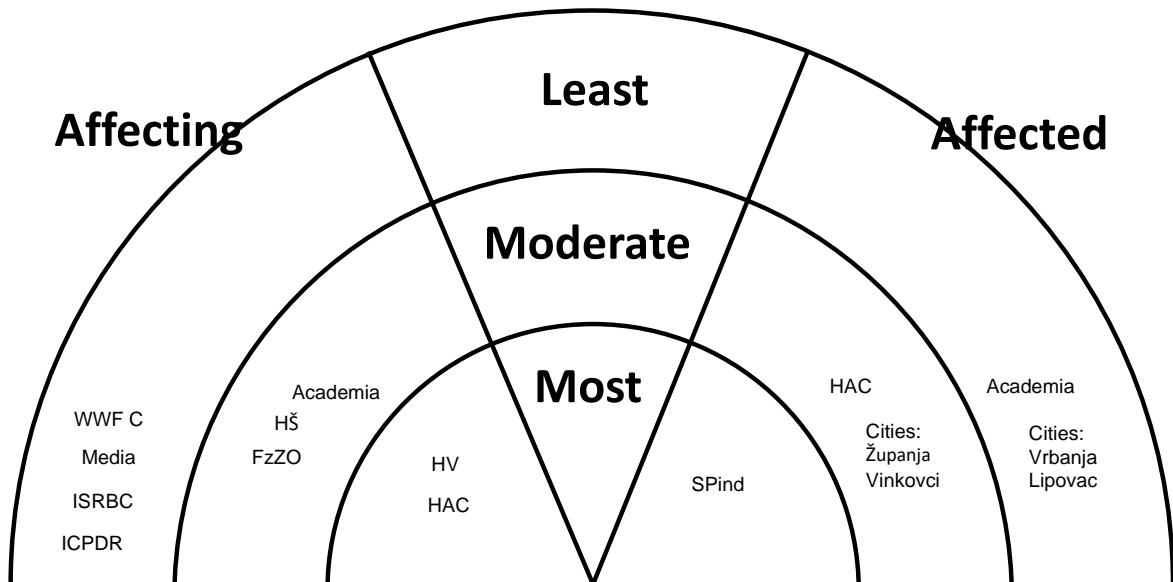 Least
Affecting
Affected
Moderate
Most
Academia
HŠ
FzZO
WWF C
Media
ISRBC
ICPDR
HV
HAC
SPind
HAC
Cities:
Županja
Vinkovci
Academia
Cities:
Vrbanja
Lipovac